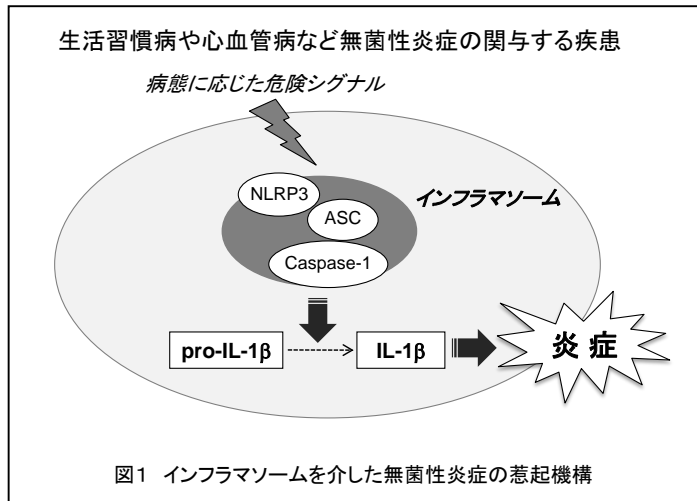 生活習慣病や心血管病など無菌性炎症の関与する疾患
病態に応じた危険シグナル
NLRP3
インフラマソーム
ASC
Caspase-1
pro-IL-1β
IL-1β
炎症
図1 インフラマソームを介した無菌性炎症の惹起機構